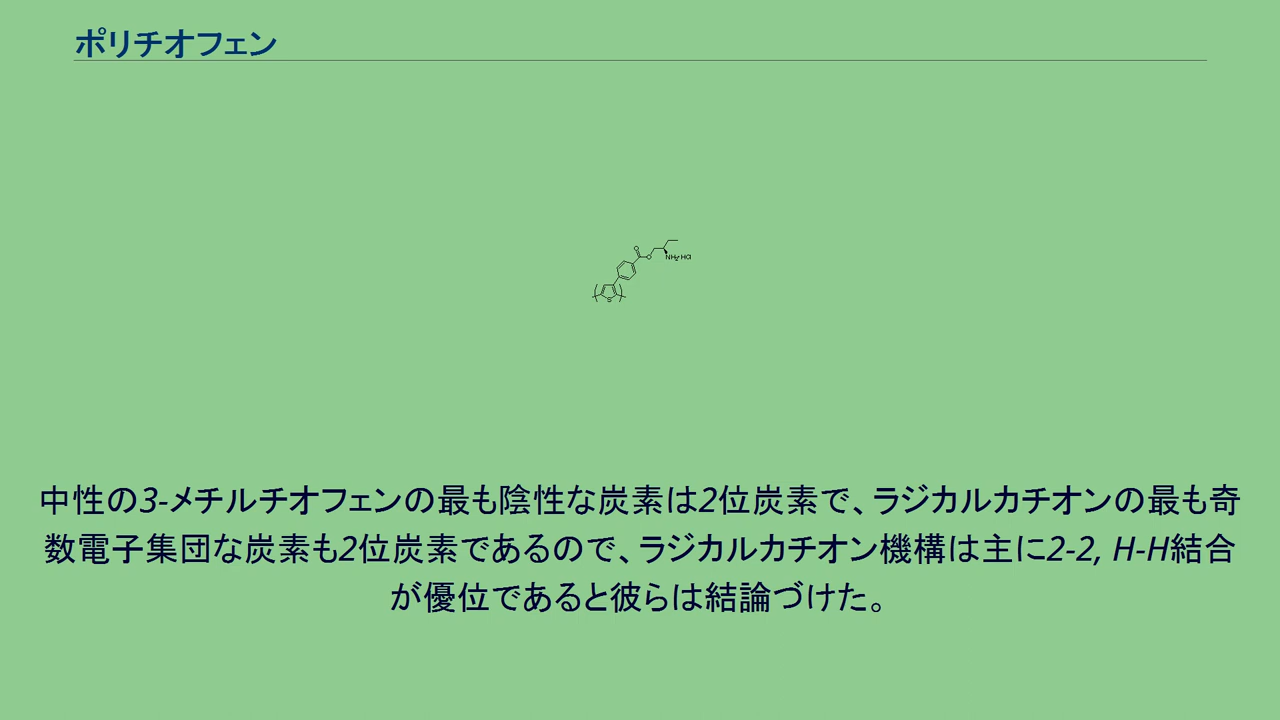 ポリチオフェン
O
O
NH₂·HCl
S
中性の3-メチルチオフェンの最も陰性な炭素は2位炭素で、ラジカルカチオンの最も奇
数電子集団な炭素も2位炭素であるので、ラジカルカチオン機構は主に2-2, H-H結合
が優位であると彼らは結論づけた。